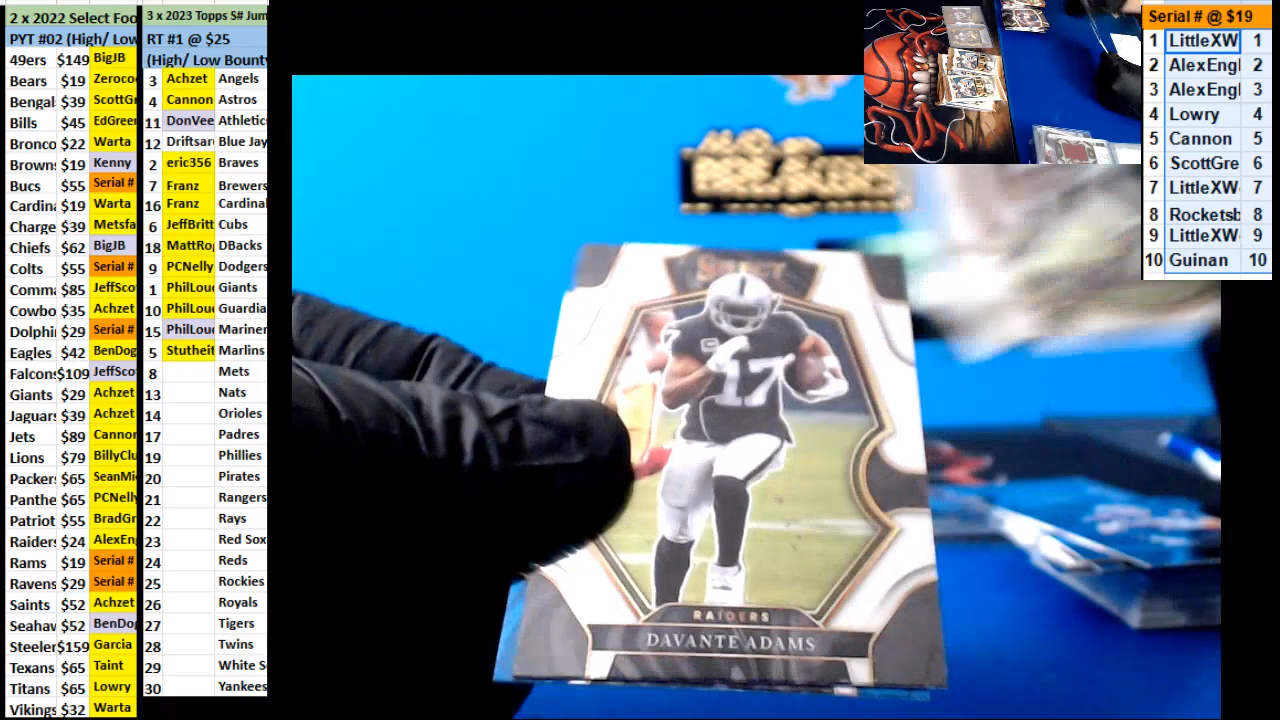 2 x 2022 Select Foo
PYT #02 (High/ Low
49ers $149 BigJB
Bears $19 Zeroco
Bengal $39 ScottGr
Bills $45 EdGreen
Bronco $22 Warta
Browns $19 Kenny
Bucs $55 Serial #
Cardina $19 Warta
Charge $39 Metsfa
Chiefs $62 BigJB
Colts $55 Serial #
Comma $85 JeffSco
Cowbo $35 Achzet
Dolphi $29 Serial #
Eagles $42 BenDog
Falcons $109 JeffSco
Giants $29 Achzet
Jaguars $39 Achzet
Jets $89 Cannon
Lions $79 BillyClu
Packer $65 SeanMi
Panthe $65 PCNelly
Patriot $55 BradGr
Raiders $24 AlexEng
Rams $19 Serial #
Ravens $29 Serial #
Saints $52 Achzet
Seahaw $52 BenDog
Steeler $159 Garcia
Texans $65 Taint
Titans $65 Lowry
Vikings $32 Warta
3 x 2023 Topps S# Jum
RT #1 @ $25
(High/ Low Bounty
3 Achzet Angels
4 Cannon Astros
11 DonVee Athletic
12 Driftsar Blue Jay
2 eric356 Braves
7 Franz Brewers
16 Franz Cardinal
6 JeffBritt Cubs
18 MattRog DBacks
9 PCNelly Dodgers
1 PhilLou Giants
10 PhilLou Guardia
15 PhilLou Mariner
5 Stutheit Marlins
8 Mets
13 Nats
14 Orioles
17 Padres
19 Phillies
20 Pirates
21 Rangers
22 Rays
23 Red Sox
24 Reds
25 Rockies
26 Royals
27 Tigers
28 Twins
29 White S
30 Yankees
SELECT
17
RAIDERS
DAVANTE ADAMS
Serial # @ $19
1 LittleXW 1
2 AlexEngl 2
3 AlexEngl 3
4 Lowry 4
5 Cannon 5
6 ScottGre 6
7 LittleXW 7
8 Rocketsb 8
9 LittleXW 9
10 Guinan 10